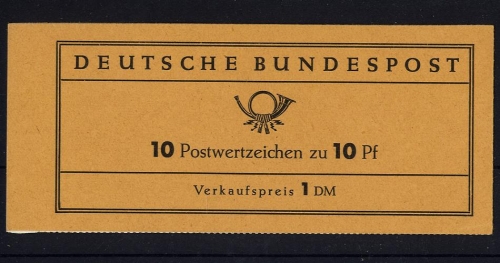 DEUTSCHE BUNDESPOST
10 Postwertzeichen zu 10 Pf
Verkaufspreis 1 DM